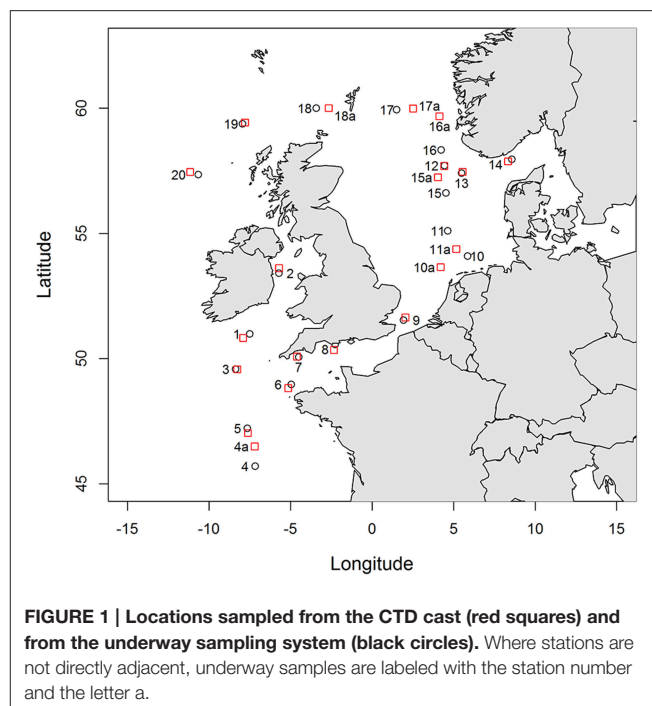 60
55
50
45
Latitude
18
18a
17
17a
16a
19
16
12
14
20
15a
13
15
11
11a
10
10a
2
9
1
8
3
7
6
5
4a
4
-15
-10
-5
0
5
10
15
Longitude
FIGURE 1 | Locations sampled from the CTD cast (red squares) and
from the underway sampling system (black circles). Where stations are
not directly adjacent, underway samples are labeled with the station number
and the letter a.